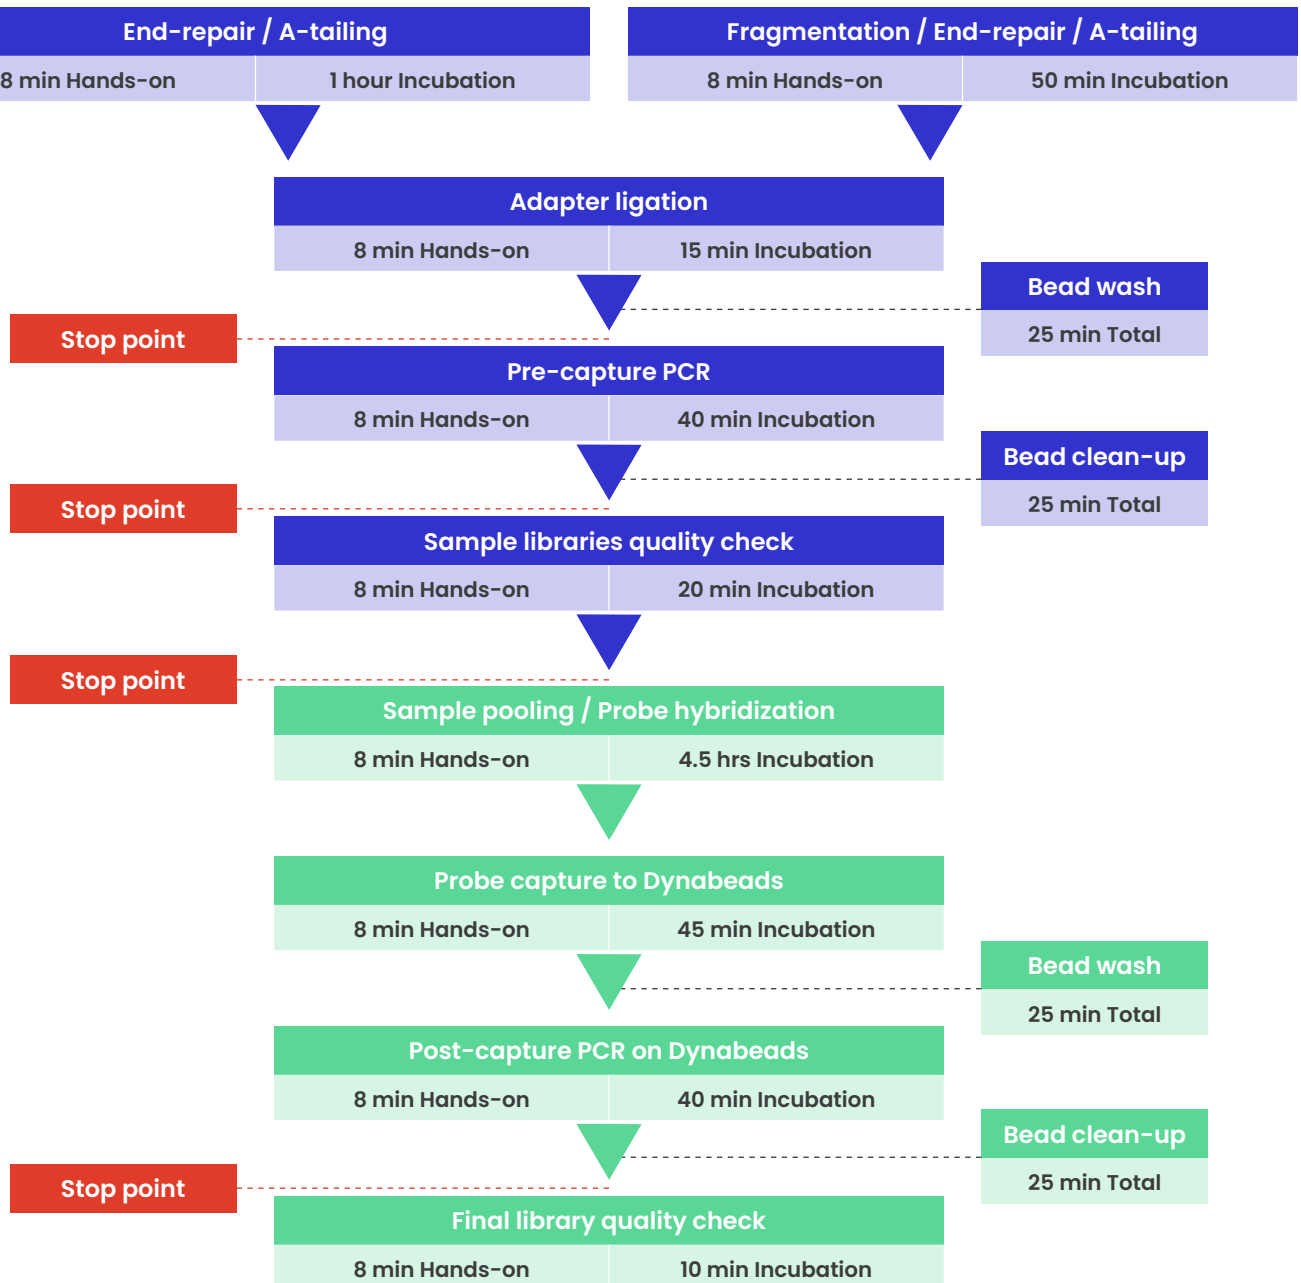 End-repair / A-tailing
8 min Hands-on
1 hour Incubation
Fragmentation / End-repair / A-tailing
8 min Hands-on
50 min Incubation
Adapter ligation
8 min Hands-on
15 min Incubation
Bead wash
25 min Total
Stop point
Pre-capture PCR
8 min Hands-on
40 min Incubation
Bead clean-up
25 min Total
Stop point
Sample libraries quality check
8 min Hands-on
20 min Incubation
Stop point
Sample pooling / Probe hybridization
8 min Hands-on
4.5 hrs Incubation
Probe capture to Dynabeads
8 min Hands-on
45 min Incubation
Bead wash
25 min Total
Post-capture PCR on Dynabeads
8 min Hands-on
40 min Incubation
Bead clean-up
25 min Total
Stop point
Final library quality check
8 min Hands-on
10 min Incubation